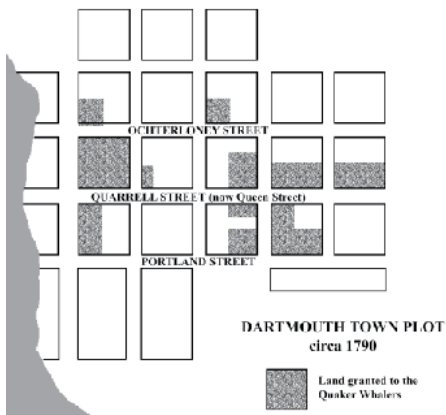 OCHTERLONEY STREET
QUARRELL STREET (now Queen Street)
PORTLAND STREET
DARTMOUTH TOWN PLOT
circa 1790
Land granted to the
Quaker Whalers